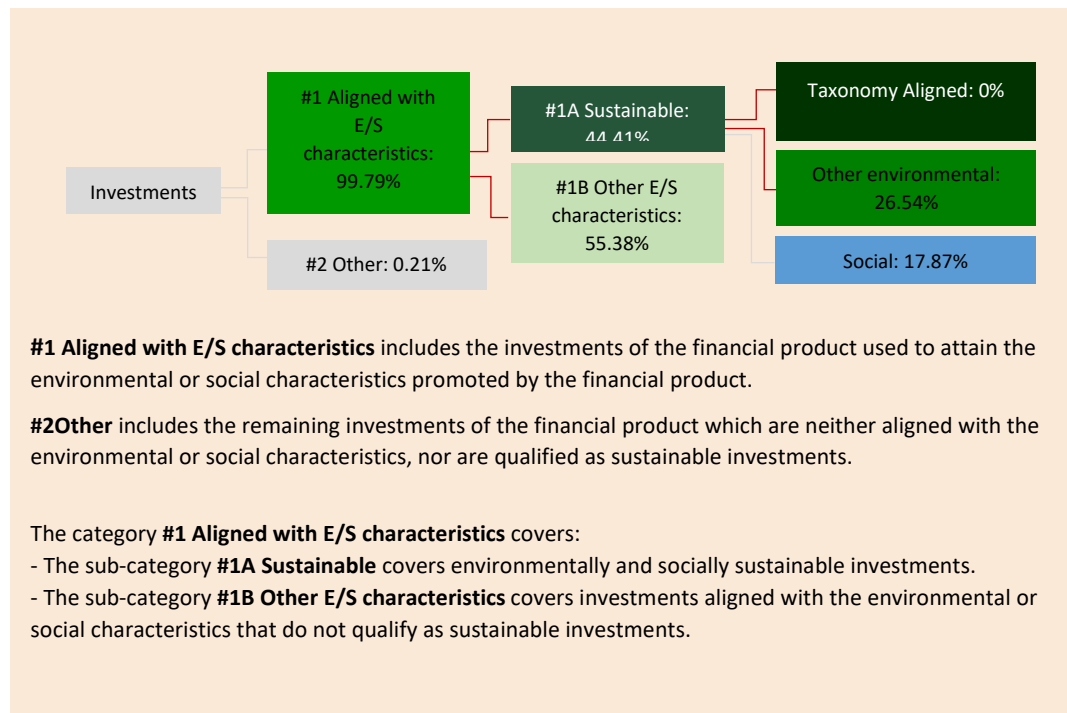 Investments
#1 Aligned with
E/S
characteristics:
99.79%
#2 Other: 0.21%
#1A Sustainable:
44.41%
#1B Other E/S
characteristics:
55.38%
Taxonomy Aligned: 0%
Other environmental:
26.54%
Social: 17.87%
#1 Aligned with E/S characteristics includes the investments of the financial product used to attain the
environmental or social characteristics promoted by the financial product.
#2Other includes the remaining investments of the financial product which are neither aligned with the
environmental or social characteristics, nor are qualified as sustainable investments.
The category #1 Aligned with E/S characteristics covers:
- The sub-category #1A Sustainable covers environmentally and socially sustainable investments.
- The sub-category #1B Other E/S characteristics covers investments aligned with the environmental or
social characteristics that do not qualify as sustainable investments.